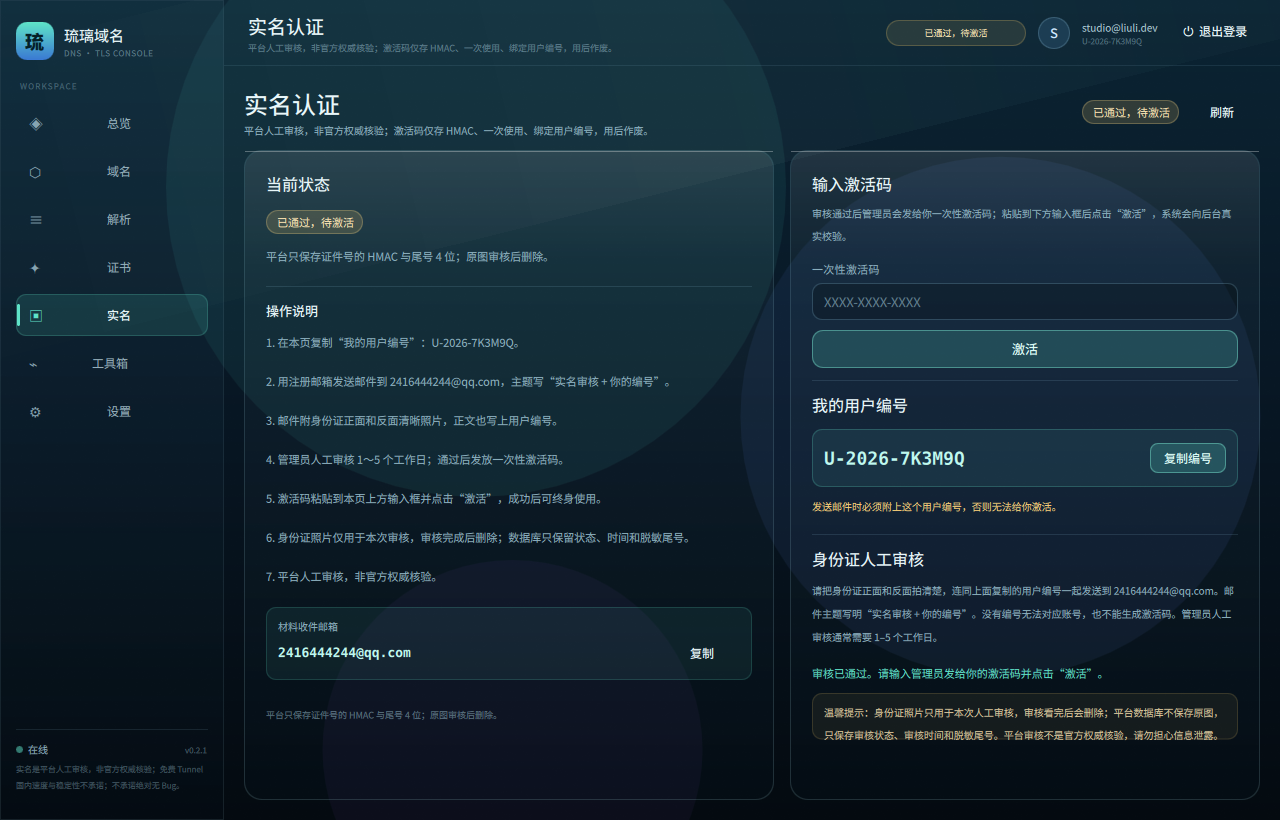 琉
琉璃域名
DNS · TLS CONSOLE
WORKSPACE
总览
域名
解析
证书
实名
工具箱
设置
在线
v0.2.1
实名是平台人工审核，非官方权威核验；免费 Tunnel
国内速度与稳定性不承诺；不承诺绝对无 Bug。
实名认证
平台人工审核，非官方权威核验；激活码仅存 HMAC、一次使用、绑定用户编号，用后作废。
已通过，待激活
S
studio@liuli.dev
U-2026-7K3M9Q
退出登录
实名认证
平台人工审核，非官方权威核验；激活码仅存 HMAC、一次使用、绑定用户编号，用后作废。
已通过，待激活
刷新
当前状态
已通过，待激活
平台只保存证件号的 HMAC 与尾号 4 位；原图审核后删除。
操作说明
1. 在本页复制“我的用户编号”：U-2026-7K3M9Q。
2. 用注册邮箱发送邮件到 2416444244@qq.com，主题写“实名审核 + 你的编号”。
3. 邮件附身份证正面和反面清晰照片，正文也写上用户编号。
4. 管理员人工审核 1～5 个工作日；通过后发放一次性激活码。
5. 激活码粘贴到本页上方输入框并点击“激活”，成功后可终身使用。
6. 身份证照片仅用于本次审核，审核完成后删除；数据库只保留状态、时间和脱敏尾号。
7. 平台人工审核，非官方权威核验。
材料收件邮箱
2416444244@qq.com
复制
平台只保存证件号的 HMAC 与尾号 4 位；原图审核后删除。
输入激活码
审核通过后管理员会发给你一次性激活码；粘贴到下方输入框后点击“激活”，系统会向后台真
实校验。
一次性激活码
XXXX-XXXX-XXXX
激活
我的用户编号
U-2026-7K3M9Q
复制编号
发送邮件时必须附上这个用户编号，否则无法给你激活。
身份证人工审核
请把身份证正面和反面拍清楚，连同上面复制的用户编号一起发送到 2416444244@qq.com。邮
件主题写明“实名审核 + 你的编号”。没有编号无法对应账号，也不能生成激活码。管理员人工
审核通常需要 1–5 个工作日。
审核已通过。请输入管理员发给你的激活码并点击“激活”。
温馨提示：身份证照片只用于本次人工审核，审核看完后会删除；平台数据库不保存原图，
只保存审核状态、审核时间和脱敏尾号。平台审核不是官方权威核验，请勿担心信息泄露。